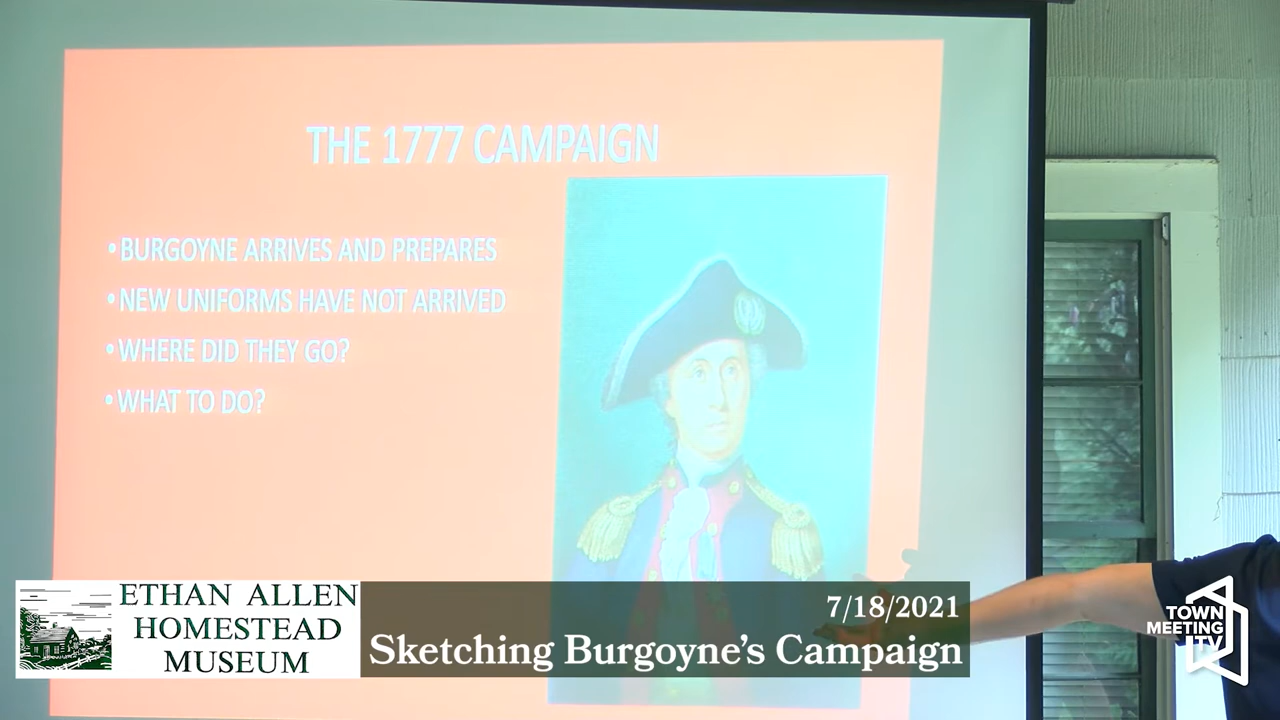 THE 1777 CAMPAIGN
• BURGOYNE ARRIVES AND PREPARES
• NEW UNIFORMS HAVE NOT ARRIVED
• WHERE DID THEY GO?
• WHAT TO DO?
ETHAN ALLEN
HOMESTEAD
MUSEUM
7/18/2021
Sketching Burgoyne's Campaign
TOWN
MEETING
TV